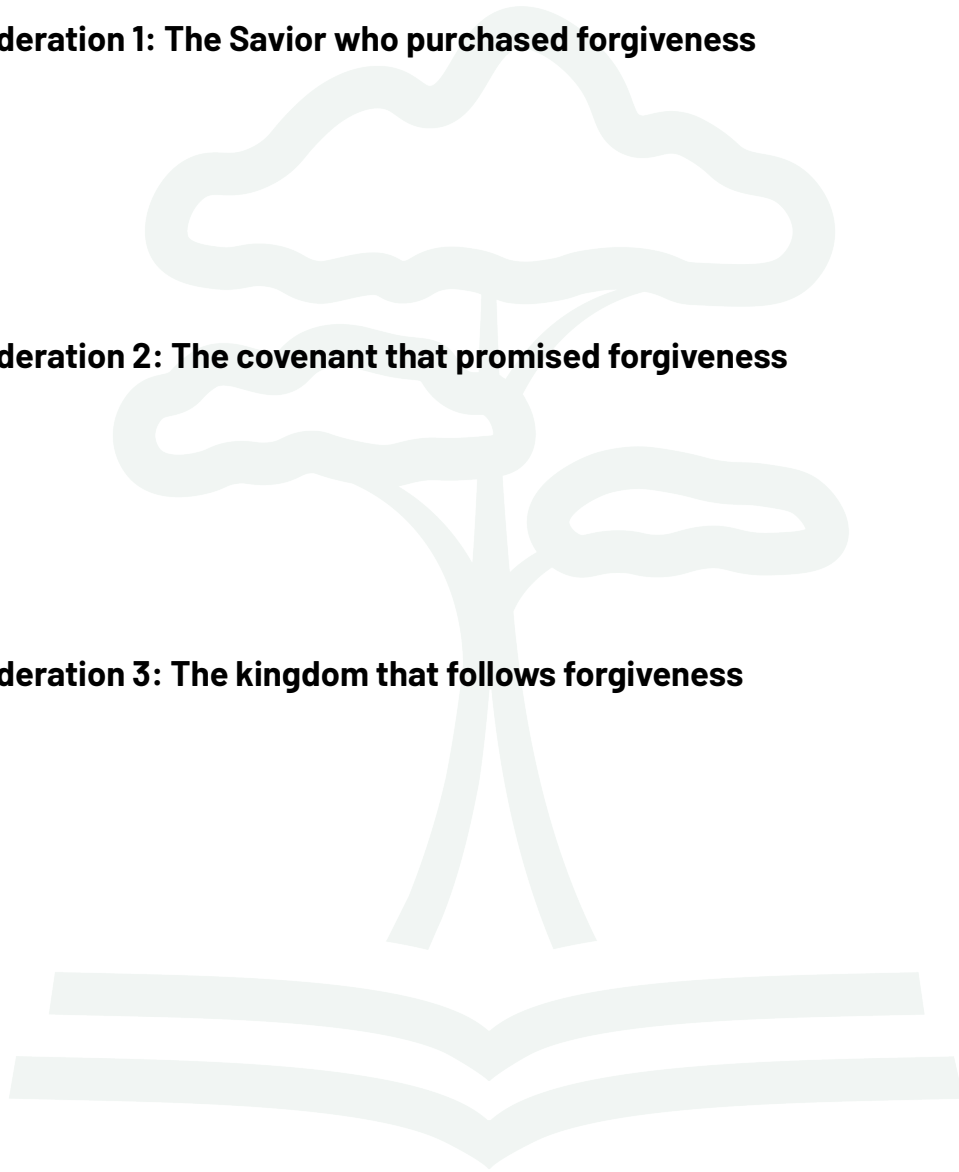 deration 1: The Savior who purchased forgiveness
deration 2: The covenant that promised forgiveness
deration 3: The kingdom that follows forgiveness